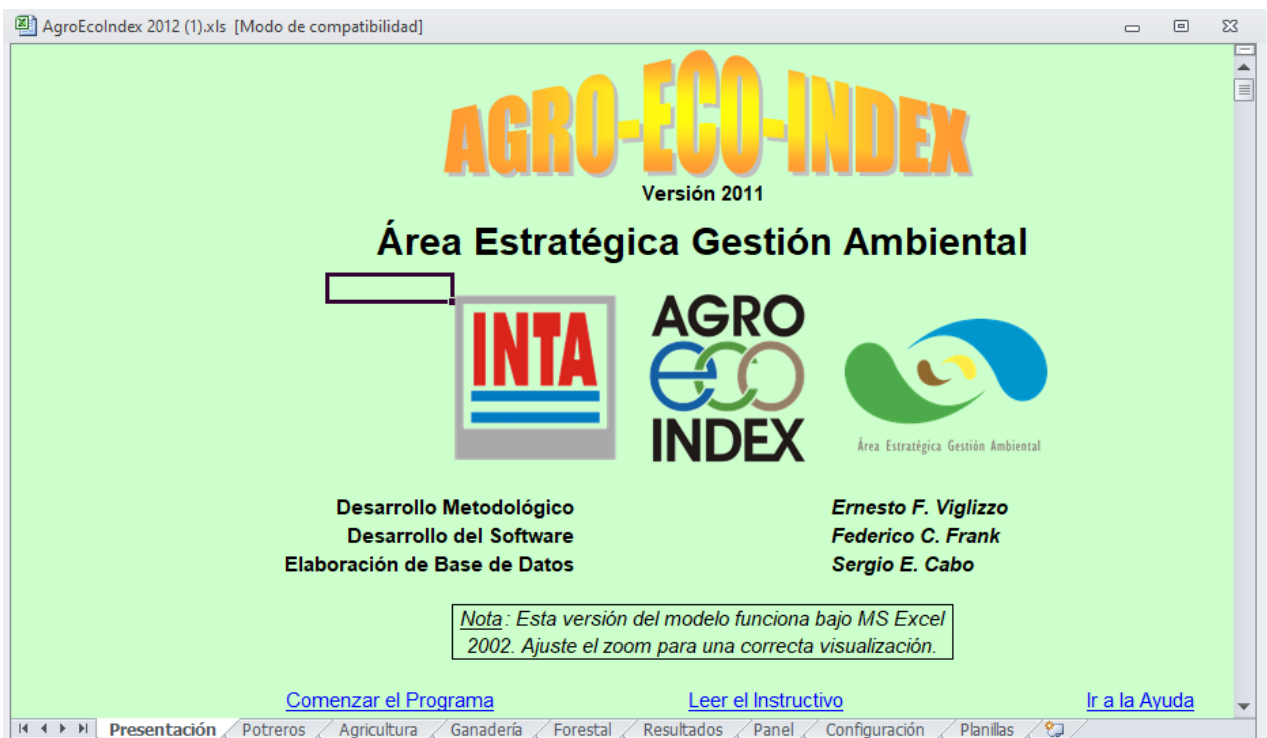 AgroEcoIndex 2012 (1).xls [Modo de compatibilidad]
AGRO-ECO-INDEX
Versión 2011
Área Estratégica Gestión Ambiental
INTA
AGRO
eco
INDEX
Área Estratégica Gestión Ambiental
Desarrollo Metodológico Ernesto F. Viglizzo
Desarrollo del Software Federico C. Frank
Elaboración de Base de Datos Sergio E. Cabo
Nota: Esta versión del modelo funciona bajo MS Excel
2002. Ajuste el zoom para una correcta visualización.
Comenzar el Programa Leer el Instructivo Ir a la Ayuda
Presentación Potreros Agricultura Ganadería Forestal Resultados Panel Configuración Planillas